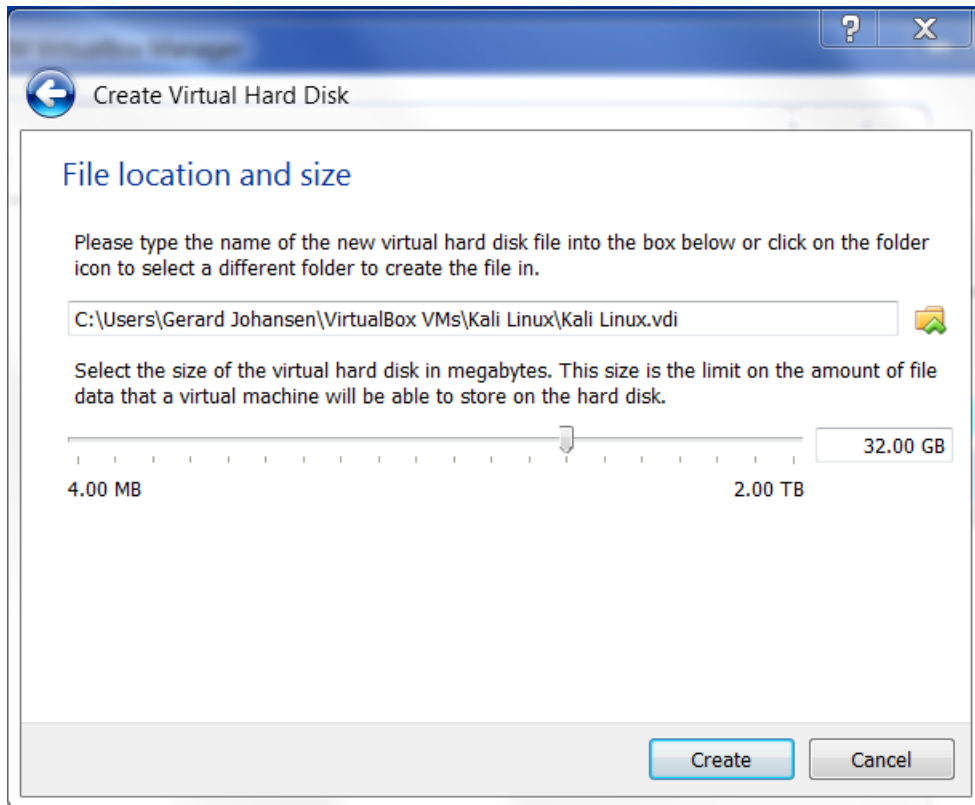 VirtualBox Manager
?
X
Create Virtual Hard Disk
File location and size
Please type the name of the new virtual hard disk file into the box below or click on the folder
icon to select a different folder to create the file in.
C:\Users\Gerard Johansen\VirtualBox VMs\Kali Linux\Kali Linux.vdi
Select the size of the virtual hard disk in megabytes. This size is the limit on the amount of file
data that a virtual machine will be able to store on the hard disk.
32.00 GB
4.00 MB
2.00 TB
Create
Cancel